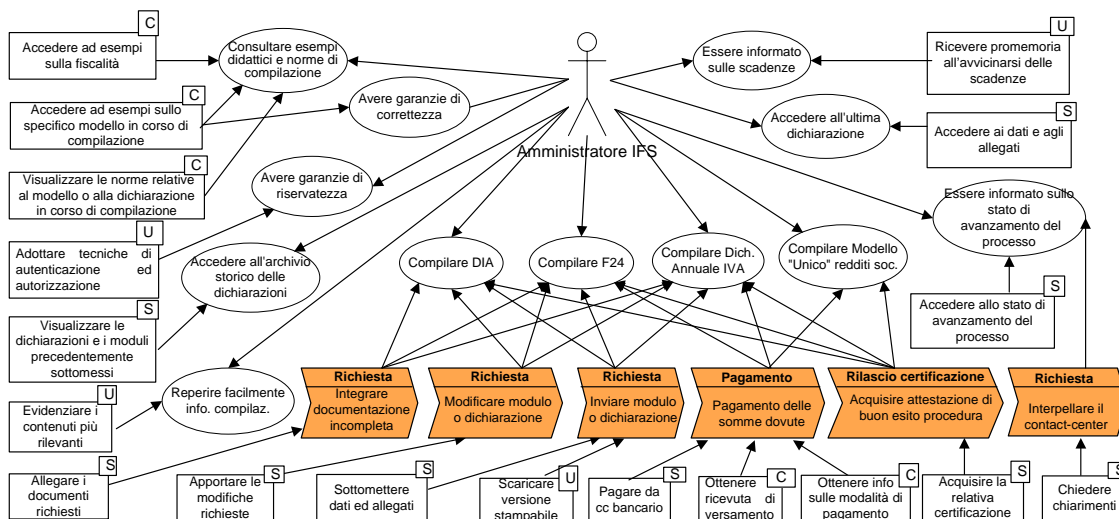 C
Accedere ad esempi
sulla fiscalità
Consultare esempi
didattici e norme di
compilazione
Essere informato
sulle scadenze
U
Ricevere promemoria
all'avvicinarsi delle
scadenze
C
Accedere ad esempi sullo
specifico modello in corso di
compilazione
Avere garanzie di
correttezza
Amministratore IFS
Accedere all'ultima
dichiarazione
S
Accedere ai dati e agli
allegati
C
Visualizzare le norme relative
al modello o alla dichiarazione
in corso di compilazione
Avere garanzie di
riservatezza
Essere informato sullo
stato di
avanzamento del
processo
U
Adottare tecniche di
autenticazione ed
autorizzazione
Accedere all'archivio
storico delle
dichiarazioni
Compilare DIA
Compilare F24
Compilare Dich.
Annuale IVA
Compilare Modello
"Unico" redditi soc.
S
Accedere allo stato di
avanzamento del
processo
S
Visualizzare le
dichiarazioni e i moduli
precedentemente
sottomessi
Reperire facilmente
info. compilaz.
U
Evidenziare i
contenuti più
rilevanti
Richiesta
Integrare
documentazione
incompleta
Richiesta
Modificare modulo
o dichiarazione
Richiesta
Inviare modulo
o dichiarazione
Pagamento
Pagamento delle
somme dovute
Rilascio certificazione
Acquisire attestazione di
buon esito procedura
Richiesta
Interpellare il
contact-center
S
Allegare i
documenti
richiesti
S
Apportare le
modifiche
richieste
S
Sottomettere
dati ed allegati
U
Scaricare
versione
stampabile
S
Pagare da
cc bancario
C
Ottenere
ricevuta di
versamento
C
Ottenere info
sulle modalità di
pagamento
S
Acquisire la
relativa
certificazione
S
Chiedere
chiarimenti